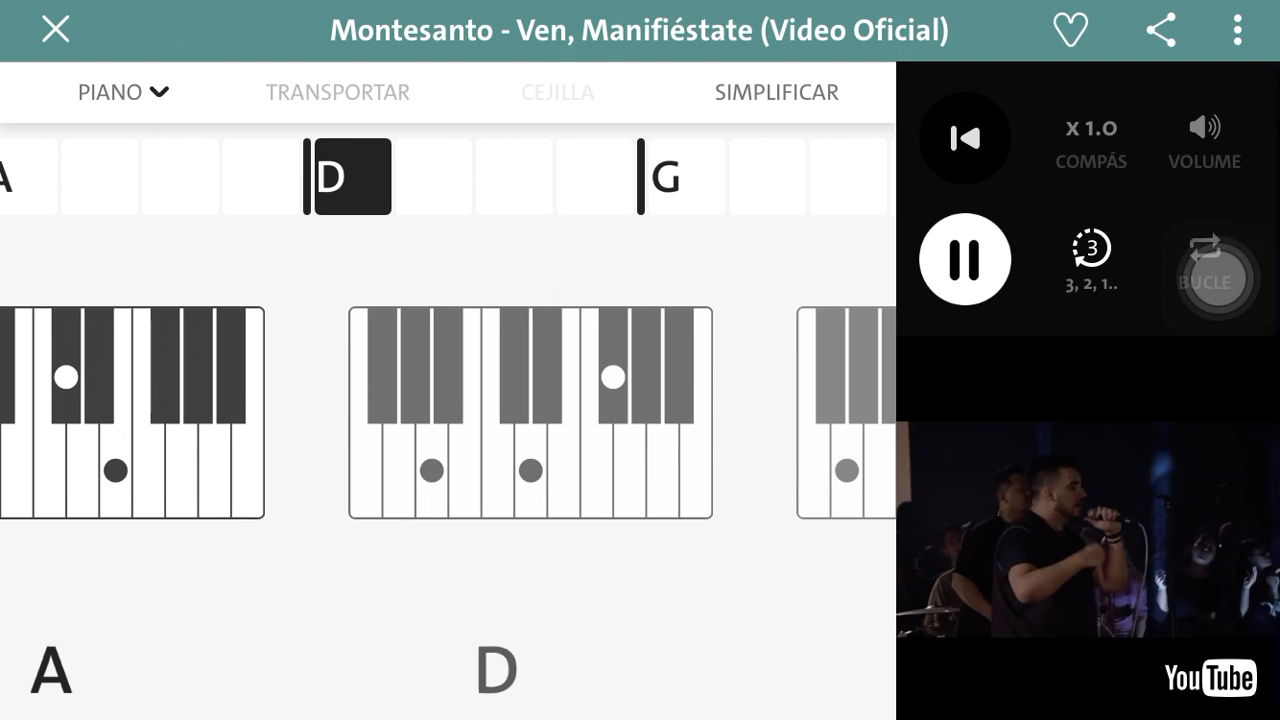 Montesanto - Ven, Manifiéstate (Video Oficial)
PIANO
TRANSPORTAR
CEJILLA
SIMPLIFICAR
A
D
G
X 1.0
COMPÁS
VOLUME
3
3, 2, 1..
BUCLE
A
D
YouTube